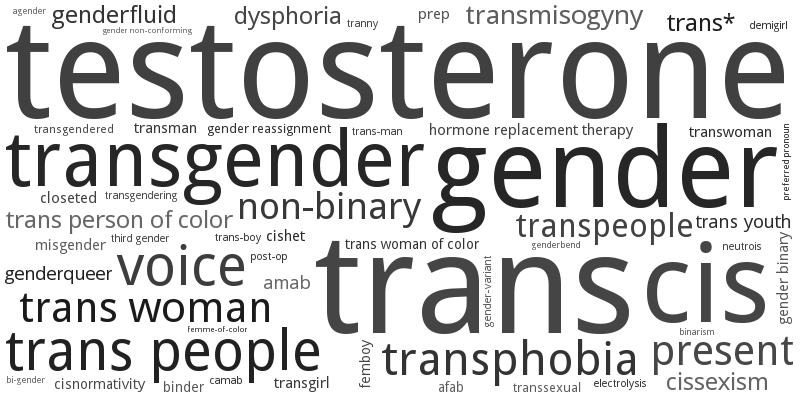 agender
genderfluid
gender non-conforming
dysphoria
tranny
prep
transmisogyny
trans*
demigirl
testosterone
transgendered
transman
gender reassignment
trans-man
hormone replacement therapy
transwoman
preferred pronoun
transgender
gender
closeted
transgendering
non-binary
trans person of color
transpeople
trans youth
misgender
third gender
trans-boy
cishet
trans woman of color
genderbend
neutrois
gender binary
genderqueer
voice
post-op
amab
trans
gender-variant
cis
trans woman
femme-of-color
binarism
trans people
femboy
transphobia
present
bi-gender
cisnormativity
binder
camab
transgirl
afab
transsexual
electrolysis
cissexism